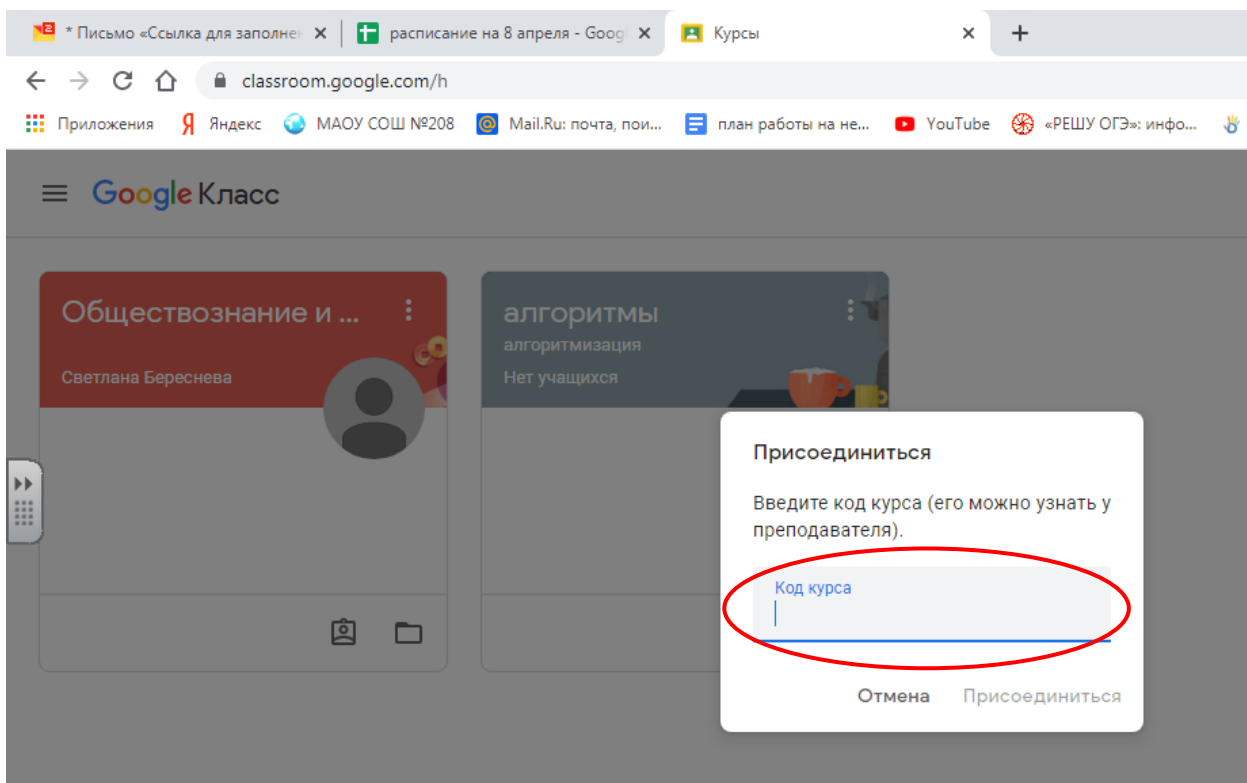 * Письмо «Ссылка для заполнен
расписание на 8 апреля - Goog
Курсы
classroom.google.com/h
Приложения
Яндекс
МАОУ СОШ №208
Mail.Ru: почта, пои...
план работы на не...
YouTube
«РЕШУ ОГЭ»: инфо...
Google Класс
Обществознание и ...
Светлана Береснева
алгоритмы
алгоритмизация
Нет учащихся
Присоединиться
Введите код курса (его можно узнать у
преподавателя).
Код курса
Отмена
Присоединиться